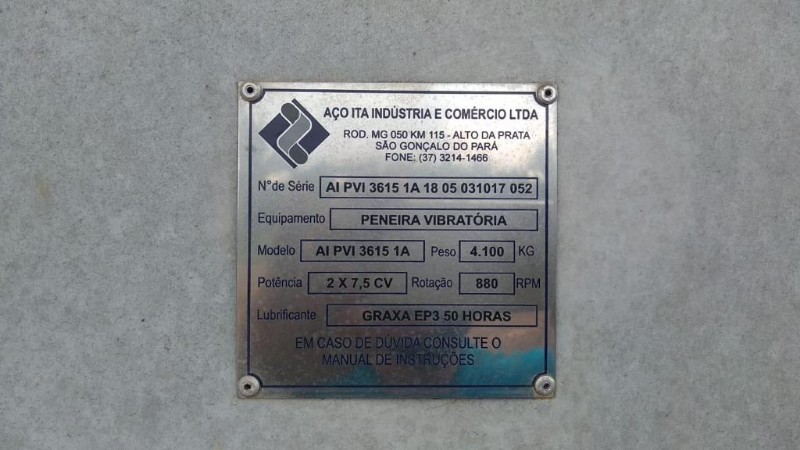 AÇO ITA INDÚSTRIA E COMÉRCIO LTDA
ROD. MG 050 KM 115 - ALTO DA PRATA
SÃO GONÇALO DO PARÁ
FONE: (37) 3214-1466
N° de Série AI PVI 3615 1A 18 05 031017 052
Equipamento PENEIRA VIBRATÓRIA
Modelo AI PVI 3615 1A Peso 4.100 KG
Potência 2 X 7,5 CV Rotação 880 RPM
Lubrificante GRAXA EP3 50 HORAS
EM CASO DE DÚVIDA CONSULTE O
MANUAL DE INSTRUÇÕES